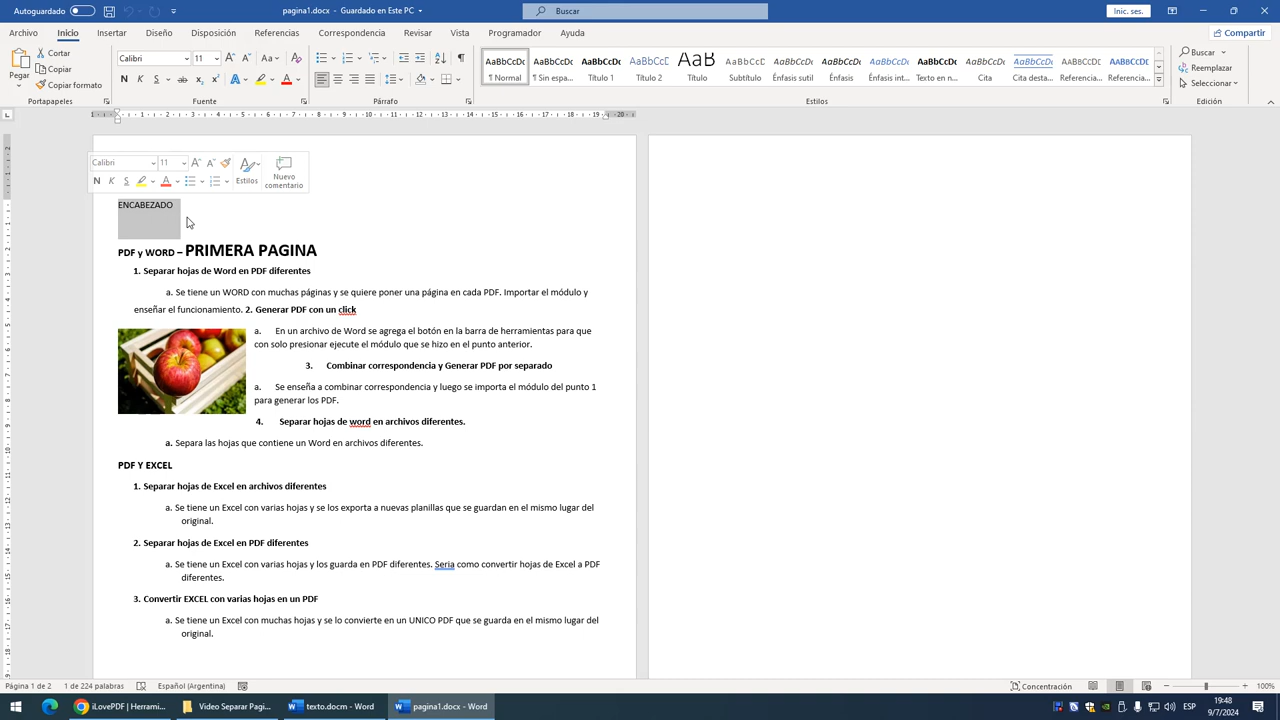 Autoguardado
pagina1.docx • Guardado en este PC
Buscar
Inic. ses.
Archivo Inicio Insertar Diseño Disposición Referencias Correspondencia Revisar Vista Programador Ayuda
Compartir
Pegar
Cortar
Copiar
Copiar formato
Portapapeles
Calibri 11
Fuente
Párrafo
AaBbCcDc AaBbCcDc AaBbCcDc AaBbCcD AaB AaBbCcD AaBbCcDc AaBbCcDc AaBbCcDc AaBbCcDc AaBbCcDc AaBbCcDc AABBCCDD AABBCCDD
¶ Normal ¶ Sin espa... Título 1 Título 2 Título Subtítulo Énfasis sutil Énfasis Énfasis int... Texto en n... Cita Cita desta... Referencia... Referencia...
Estilos
Buscar
Reemplazar
Seleccionar
Edición
Calibri 11
N K S
Estilos
Nuevo comentario
ENCABEZADO
PDF y WORD – PRIMERA PAGINA
1. Separar hojas de Word en PDF diferentes
a. Se tiene un WORD con muchas páginas y se quiere poner una página en cada PDF. Importar el módulo y
enseñar el funcionamiento. 2. Generar PDF con un click
a. En un archivo de Word se agrega el botón en la barra de herramientas para que
con solo presionar ejecute el módulo que se hizo en el punto anterior.
3. Combinar correspondencia y Generar PDF por separado
a. Se enseña a combinar correspondencia y luego se importa el módulo del punto 1
para generar los PDF.
4. Separar hojas de word en archivos diferentes.
a. Separa las hojas que contiene un Word en archivos diferentes.
PDF Y EXCEL
1. Separar hojas de Excel en archivos diferentes
a. Se tiene un Excel con varias hojas y se los exporta a nuevas planillas que se guardan en el mismo lugar del
original.
2. Separar hojas de Excel en PDF diferentes
a. Se tiene un Excel con varias hojas y los guarda en PDF diferentes. Seria como convertir hojas de Excel a PDF
diferentes.
3. Convertir EXCEL con varias hojas en un PDF
a. Se tiene un Excel con muchas hojas y se lo convierte en un UNICO PDF que se guarda en el mismo lugar del
original.
Página 1 de 2 1 de 224 palabras Español (Argentina)
Concentración
100%
iLovePDF | Herrami...
Video Separar Pagi...
texto.docm - Word
pagina1.docx - Word
19:48
9/7/2024